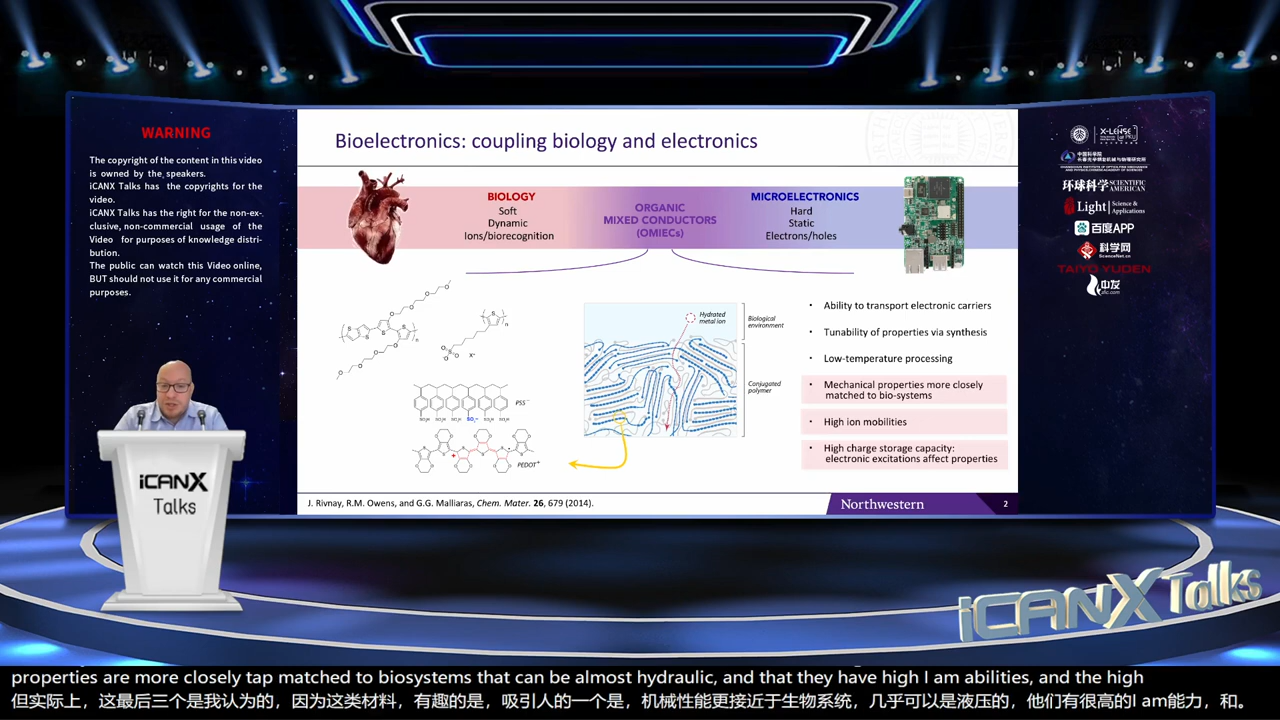 WARNING
The copyright of the content in this video
is owned by the speakers.
iCANX Talks has the copyrights for the
video.
iCANX Talks has the right for the non-ex-
clusive, non-commercial usage of the
Video for purposes of knowledge distri-
bution.
The public can watch this Video online,
BUT should not use it for any commercial
purposes.
Bioelectronics: coupling biology and electronics
BIOLOGY
Soft
Dynamic
Ions/biorecognition
ORGANIC
MIXED CONDUCTORS
(OMIECs)
MICROELECTRONICS
Hard
Static
Electrons/holes
Hydrated
metal ion
Biological
environment
Conjugated
polymer
PSS⁻
PEDOT⁺
· Ability to transport electronic carriers
· Tunability of properties via synthesis
· Low-temperature processing
· Mechanical properties more closely
matched to bio-systems
· High ion mobilities
· High charge storage capacity:
electronic excitations affect properties
J. Rivnay, R.M. Owens, and G.G. Malliaras, Chem. Mater. 26, 679 (2014).
Northwestern
2
X-LENSE
中国科学院
环球科学 SCIENTIFIC AMERICAN
Light Science & Applications
百度APP
科学网
ScienceNet.cn
TAIYO YUDEN
iCANX
Talks
iCANX Talks
properties are more closely tap matched to biosystems that can be almost hydraulic, and that they have high I am abilities, and the high
但实际上，这最后三个是我认为的，因为这类材料，有趣的是，吸引人的一个是，机械性能更接近于生物系统，几乎可以是液压的，他们有很高的I am能力，和。